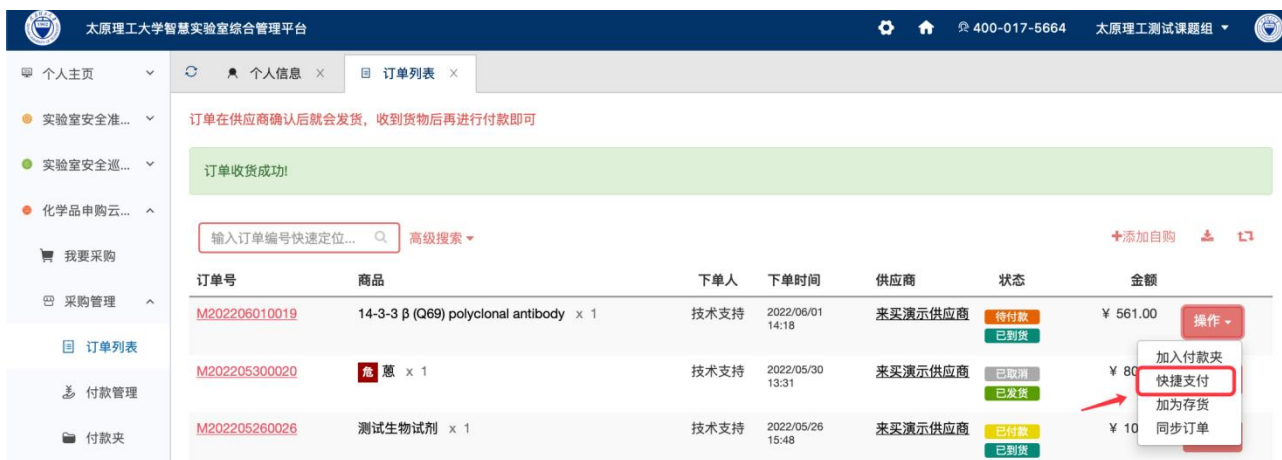 太原理工大学智慧实验室综合管理平台 400-017-5664 太原理工测试课题组
个人主页 个人信息 × 订单列表 ×
实验室安全准... 订单在供应商确认后就会发货，收到货物后再进行付款即可
实验室安全巡... 订单收货成功!
化学品申购云...
输入订单编号快速定位... 高级搜索 +添加自购
我要采购
订单号 商品 下单人 下单时间 供应商 状态 金额
采购管理
M202206010019 14-3-3 β (Q69) polyclonal antibody x 1 技术支持 2022/06/01 14:18 来买演示供应商 待付款 已到货 ¥ 561.00 操作
订单列表
加入付款夹
M202205300020 危 蒽 x 1 技术支持 2022/05/30 13:31 来买演示供应商 已取消 已发货 ¥ 80
快捷支付
付款管理
加为存货
付款夹
M202205260026 测试生物试剂 x 1 技术支持 2022/05/26 15:48 来买演示供应商 已付款 已到货 ¥ 10
同步订单